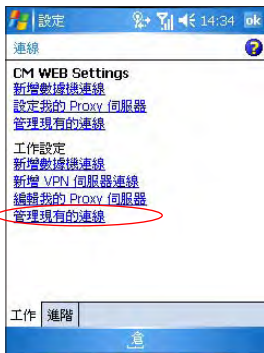 設定 14:34 ok
連線
CM WEB Settings
新增數據機連線
設定我的 Proxy 伺服器
管理現有的連線
工作設定
新增數據機連線
新增 VPN 伺服器連線
編輯我的 Proxy 伺服器
管理現有的連線
工作 進階
倉